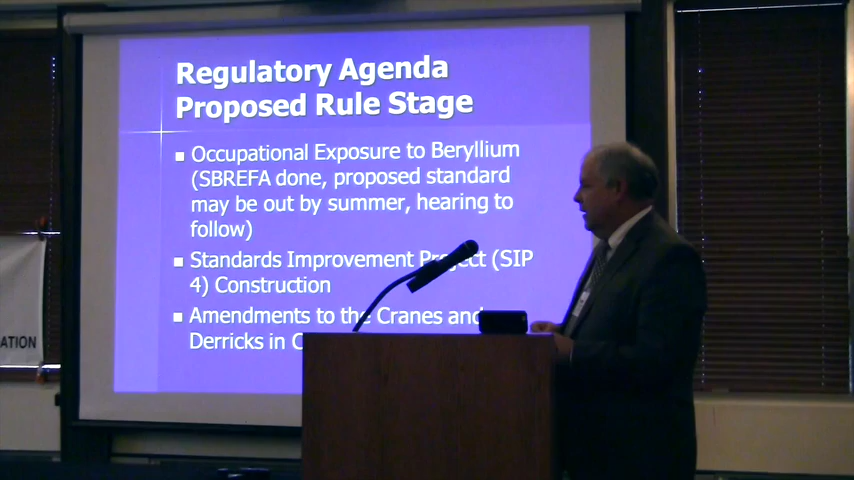 Regulatory Agenda
Proposed Rule Stage
Occupational Exposure to Beryllium
(SBREFA done, proposed standard
may be out by summer, hearing to
follow)
Standards Improvement Project (SIP
4) Construction
Amendments to the Cranes and
Derricks in
ATION